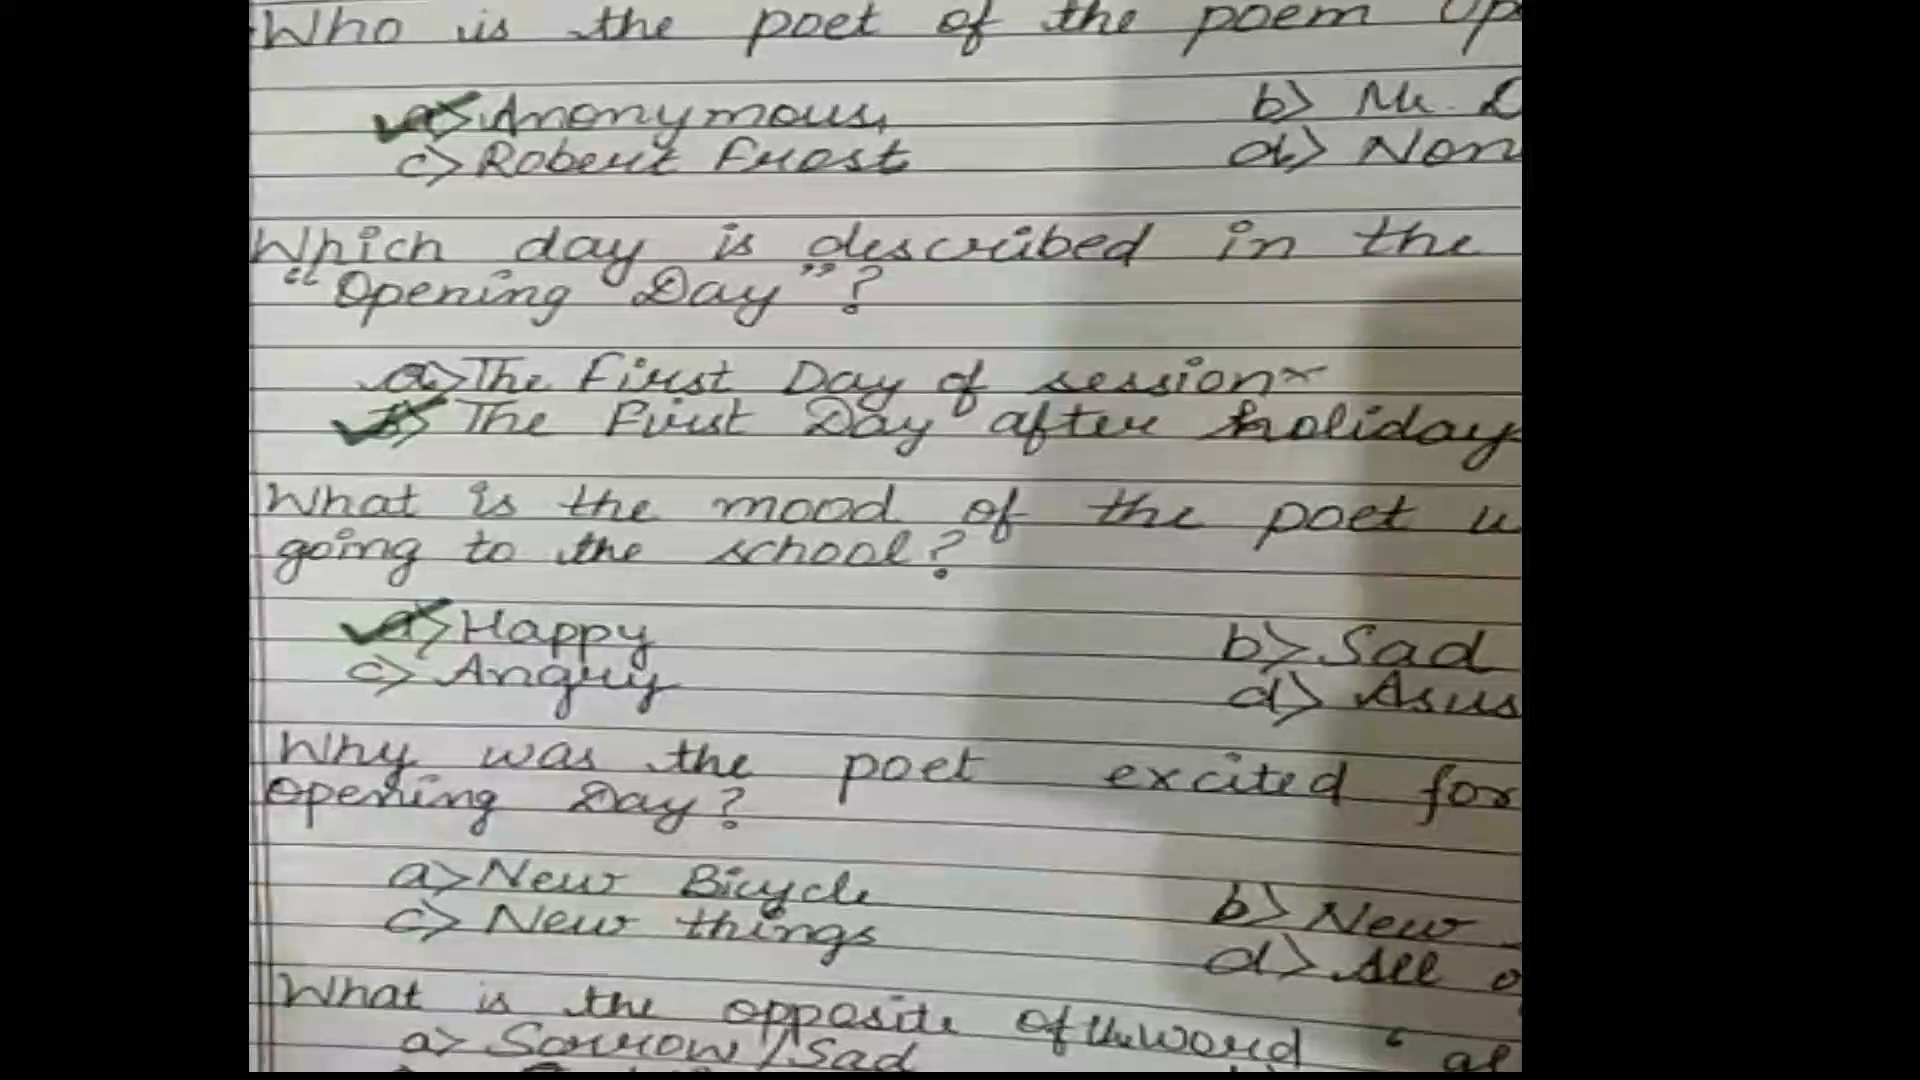 Who is the poet of the poem Op
a) Anonymous
b) Mr.
c) Robert Frost
d) Non
Which day is described in the
"Opening Day"?
a) The First Day of session
b) The First Day after holiday
What is the mood of the poet
going to the school?
a) Happy
b) Sad
c) Angry
d) Asus
Why was the poet excited for
opening Day?
a) New Bicycle
b) New
c) New things
d) All o
What is the opposite of the word "
a) Sorrow / Sad